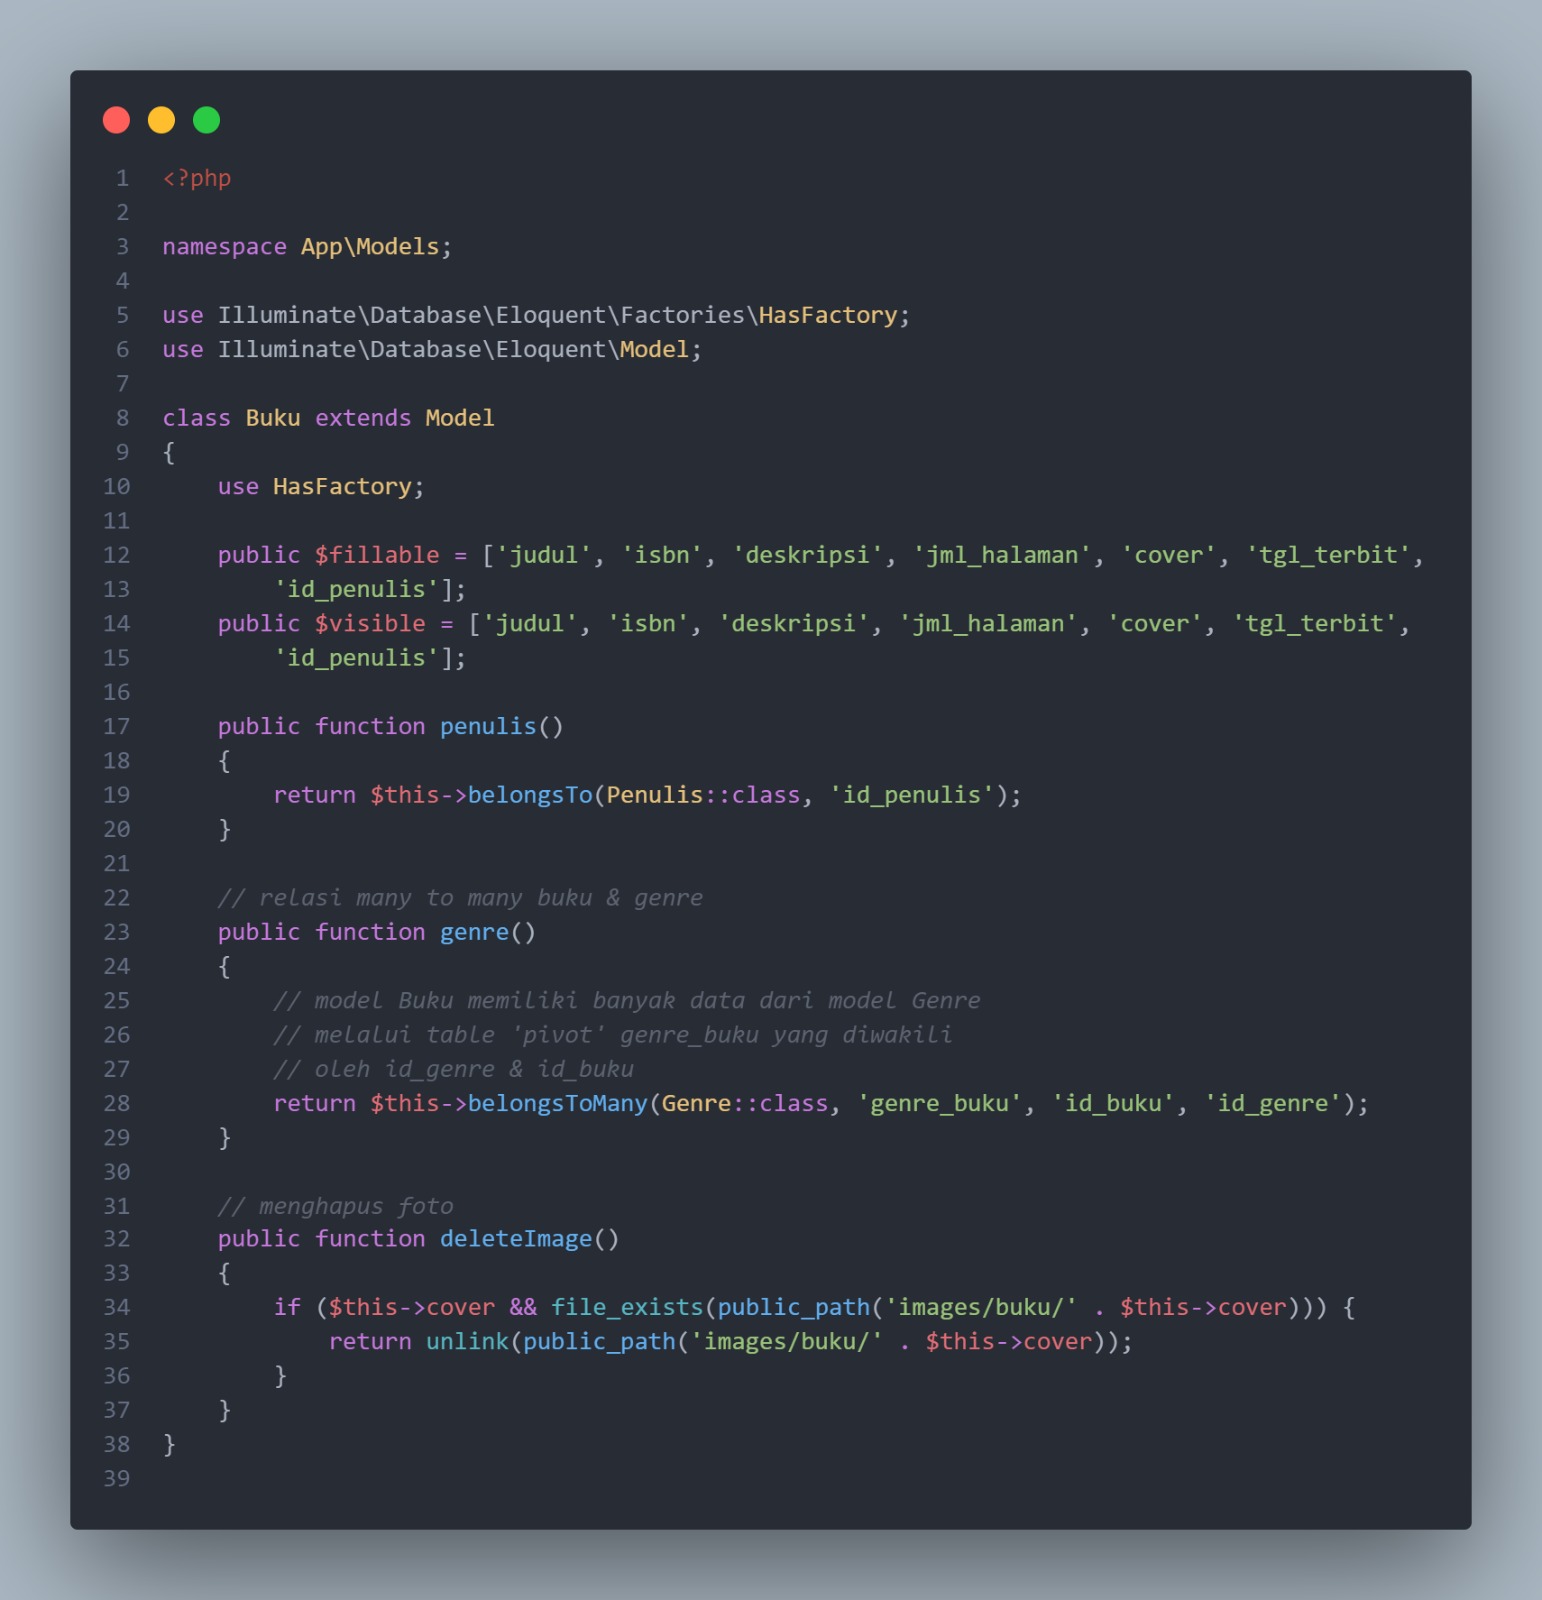 1 <?php
2
3 namespace App\Models;
4
5 use Illuminate\Database\Eloquent\Factories\HasFactory;
6 use Illuminate\Database\Eloquent\Model;
7
8 class Buku extends Model
9 {
10     use HasFactory;
11
12     public $fillable = ['judul', 'isbn', 'deskripsi', 'jml_halaman', 'cover', 'tgl_terbit',
13         'id_penulis'];
14     public $visible = ['judul', 'isbn', 'deskripsi', 'jml_halaman', 'cover', 'tgl_terbit',
15         'id_penulis'];
16
17     public function penulis()
18     {
19         return $this->belongsTo(Penulis::class, 'id_penulis');
20     }
21
22     // relasi many to many buku & genre
23     public function genre()
24     {
25         // model Buku memiliki banyak data dari model Genre
26         // melalui table 'pivot' genre_buku yang diwakili
27         // oleh id_genre & id_buku
28         return $this->belongsToMany(Genre::class, 'genre_buku', 'id_buku', 'id_genre');
29     }
30
31     // menghapus foto
32     public function deleteImage()
33     {
34         if ($this->cover && file_exists(public_path('images/buku/' . $this->cover))) {
35             return unlink(public_path('images/buku/' . $this->cover));
36         }
37     }
38 }
39